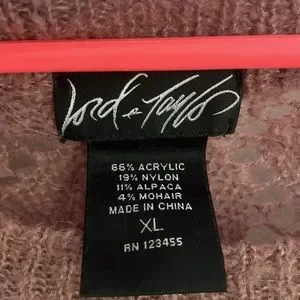 Lord & Taylor
66% ACRYLIC
19% NYLON
11% ALPACA
4% MOHAIR
MADE IN CHINA
XL
RN 123455